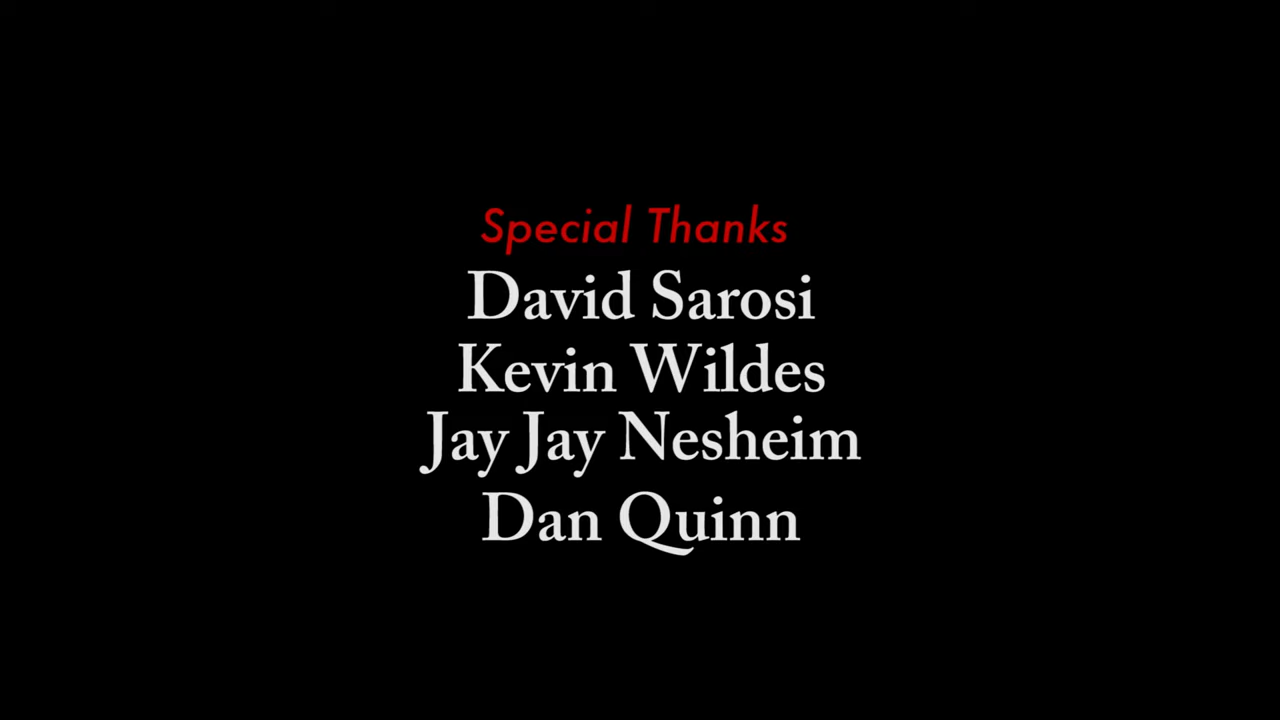 Special Thanks
David Sarosi
Kevin Wildes
Jay Jay Nesheim
Dan Quinn